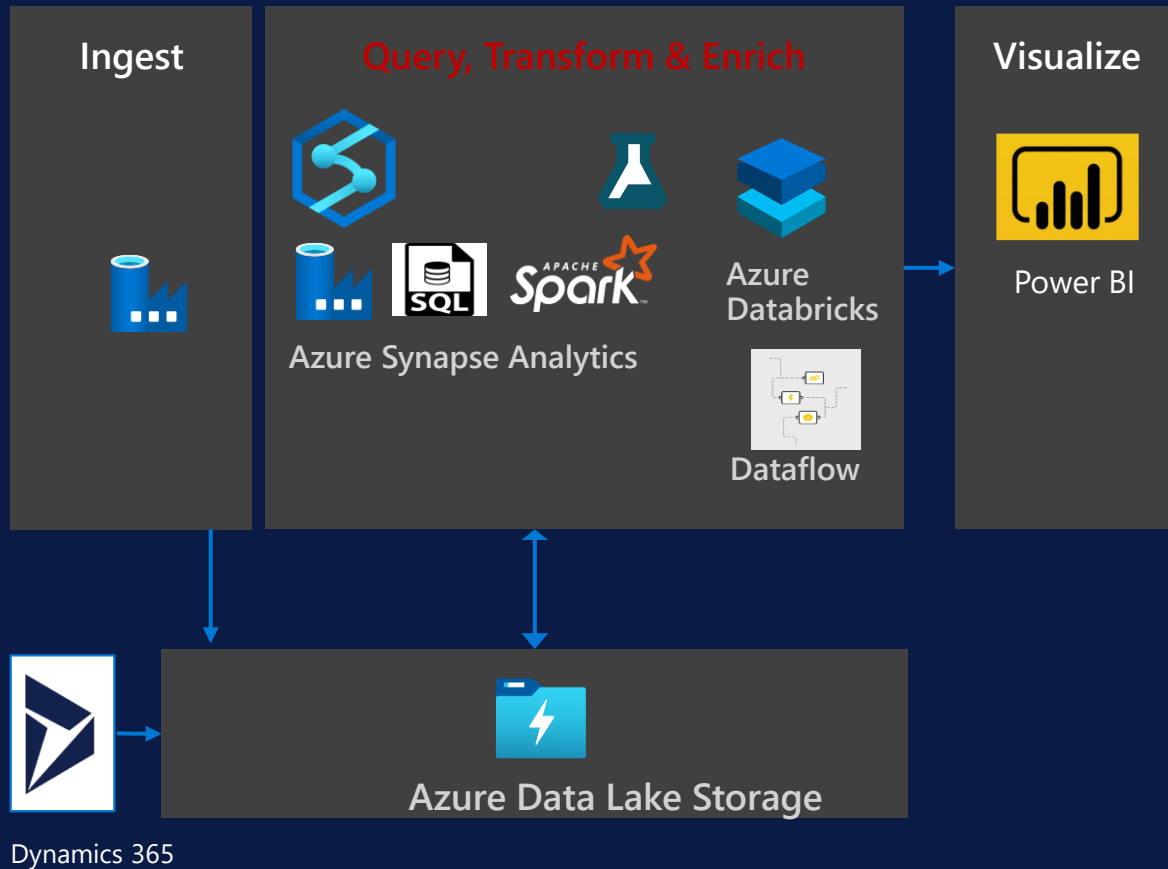 Ingest
Query, Transform & Enrich
Visualize
SQL
APACHE
Spark™
Azure Synapse Analytics
Azure
Databricks
Dataflow
Power BI
Azure Data Lake Storage
Dynamics 365